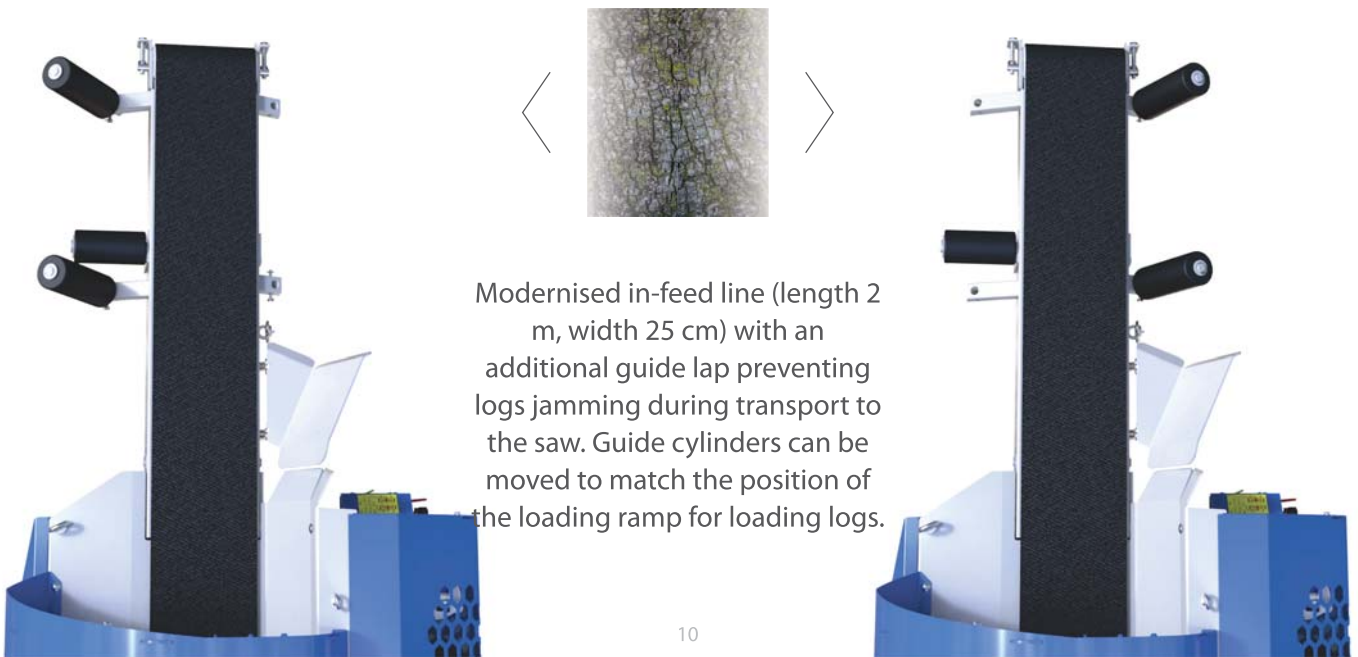 Modernised in-feed line (length 2
m, width 25 cm) with an
additional guide lap preventing
logs jamming during transport to
the saw. Guide cylinders can be
moved to match the position of
the loading ramp for loading logs.
10